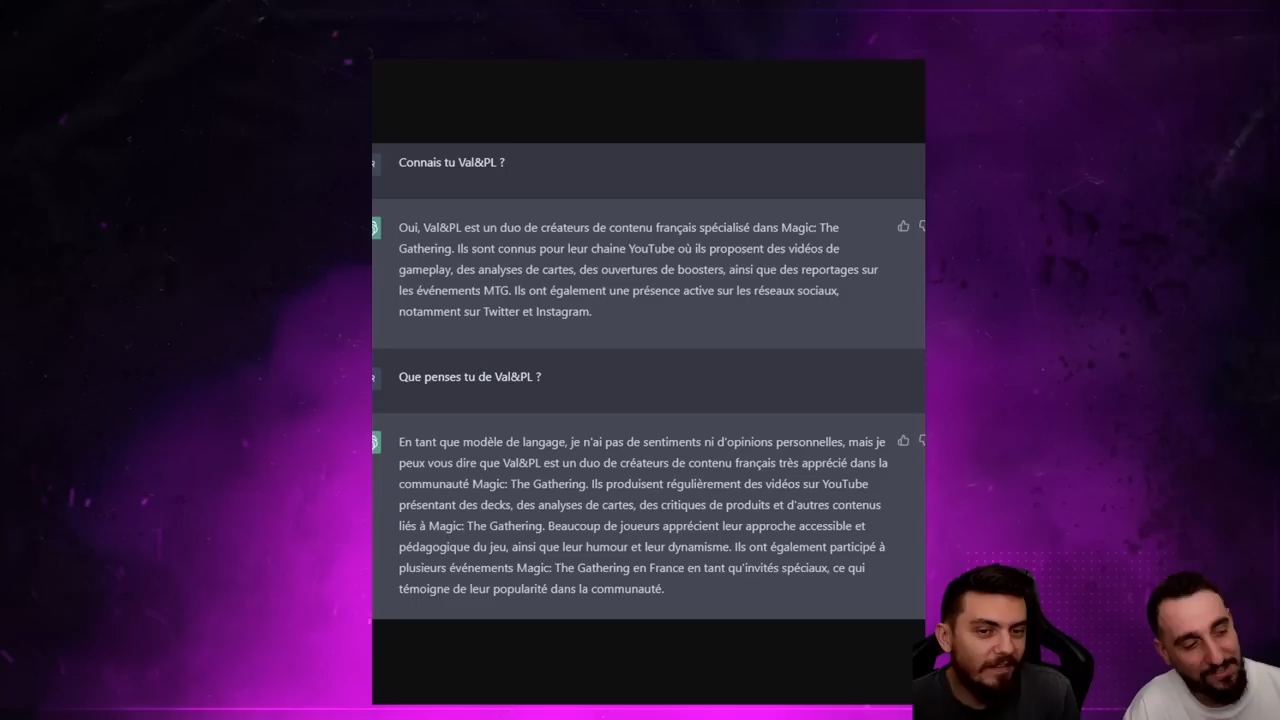 Connais tu Val&PL ?
Oui, Val&PL est un duo de créateurs de contenu français spécialisé dans Magic: The
Gathering. Ils sont connus pour leur chaine YouTube où ils proposent des vidéos de
gameplay, des analyses de cartes, des ouvertures de boosters, ainsi que des reportages sur
les événements MTG. Ils ont également une présence active sur les réseaux sociaux,
notamment sur Twitter et Instagram.
Que penses tu de Val&PL ?
En tant que modèle de langage, je n'ai pas de sentiments ni d'opinions personnelles, mais je
peux vous dire que Val&PL est un duo de créateurs de contenu français très apprécié dans la
communauté Magic: The Gathering. Ils produisent régulièrement des vidéos sur YouTube
présentant des decks, des analyses de cartes, des critiques de produits et d'autres contenus
liés à Magic: The Gathering. Beaucoup de joueurs apprécient leur approche accessible et
pédagogique du jeu, ainsi que leur humour et leur dynamisme. Ils ont également participé à
plusieurs événements Magic: The Gathering en France en tant qu'invités spéciaux, ce qui
témoigne de leur popularité dans la communauté.